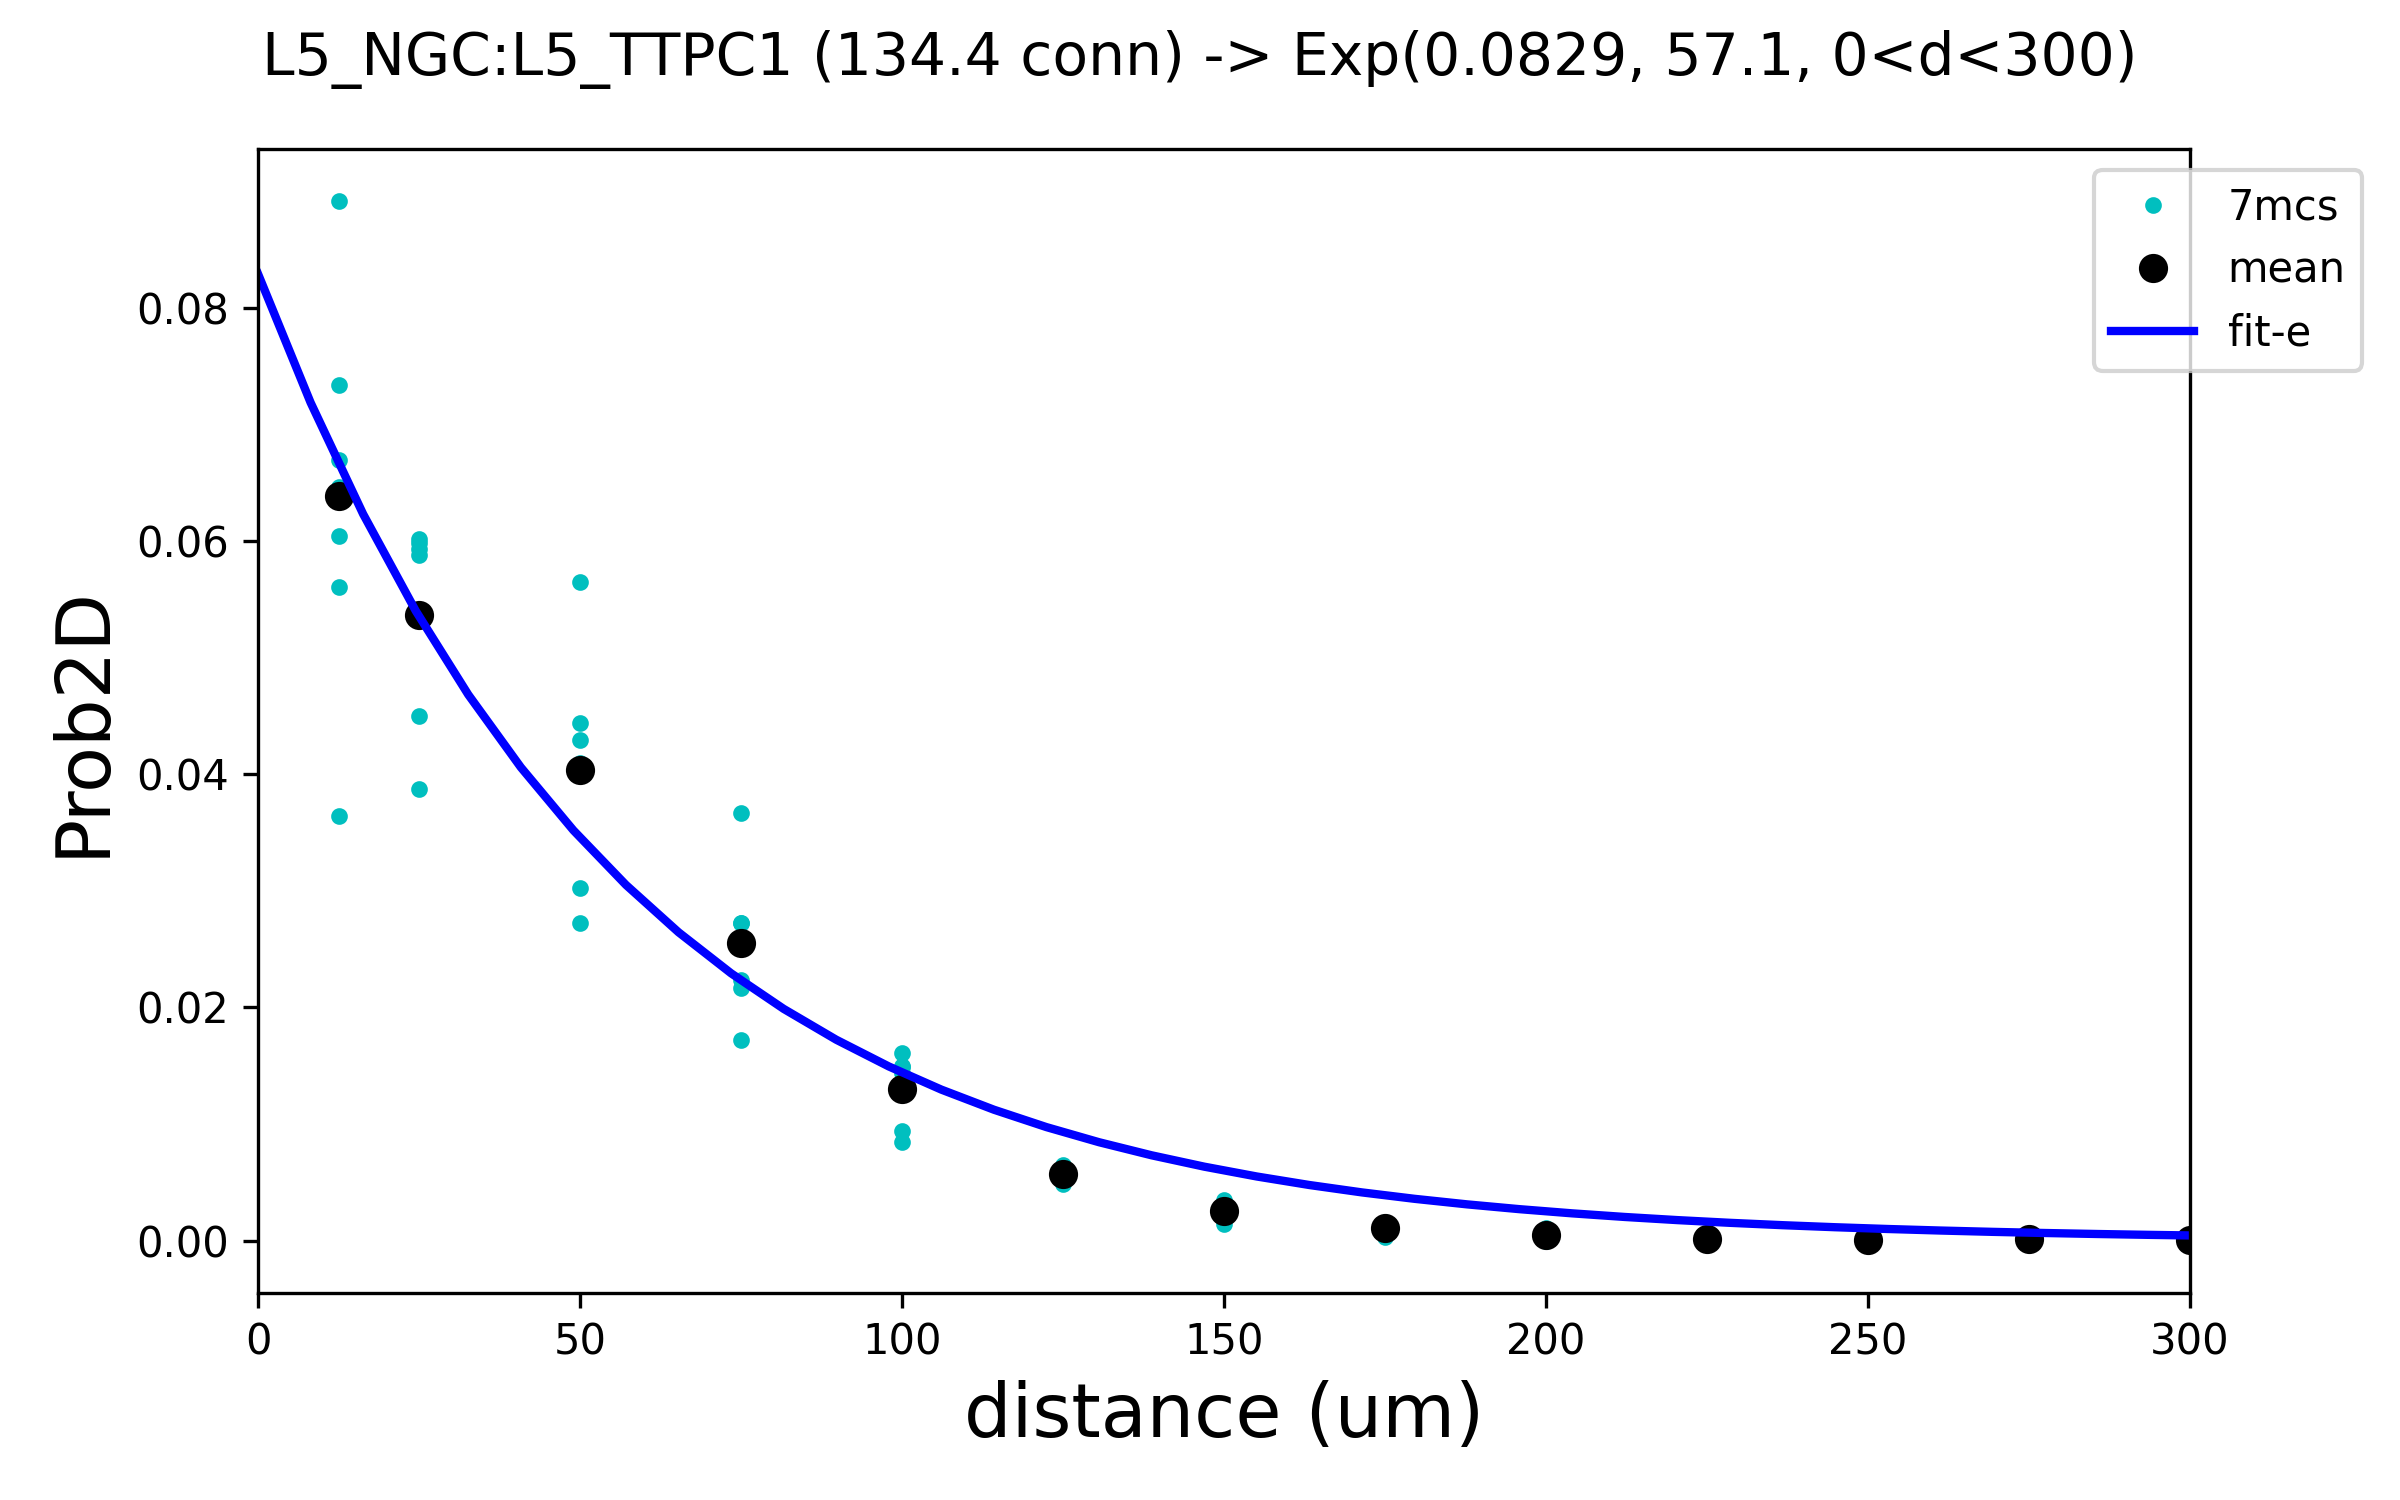 L5_NGC:L5_TTPC1 (134.4 conn) -> Exp(0.0829, 57.1, 0<d<300)
7mcs
mean
fit-e
Prob2D
0.08
0.06
0.04
0.02
0.00
0 50 100 150 200 250 300
distance (um)